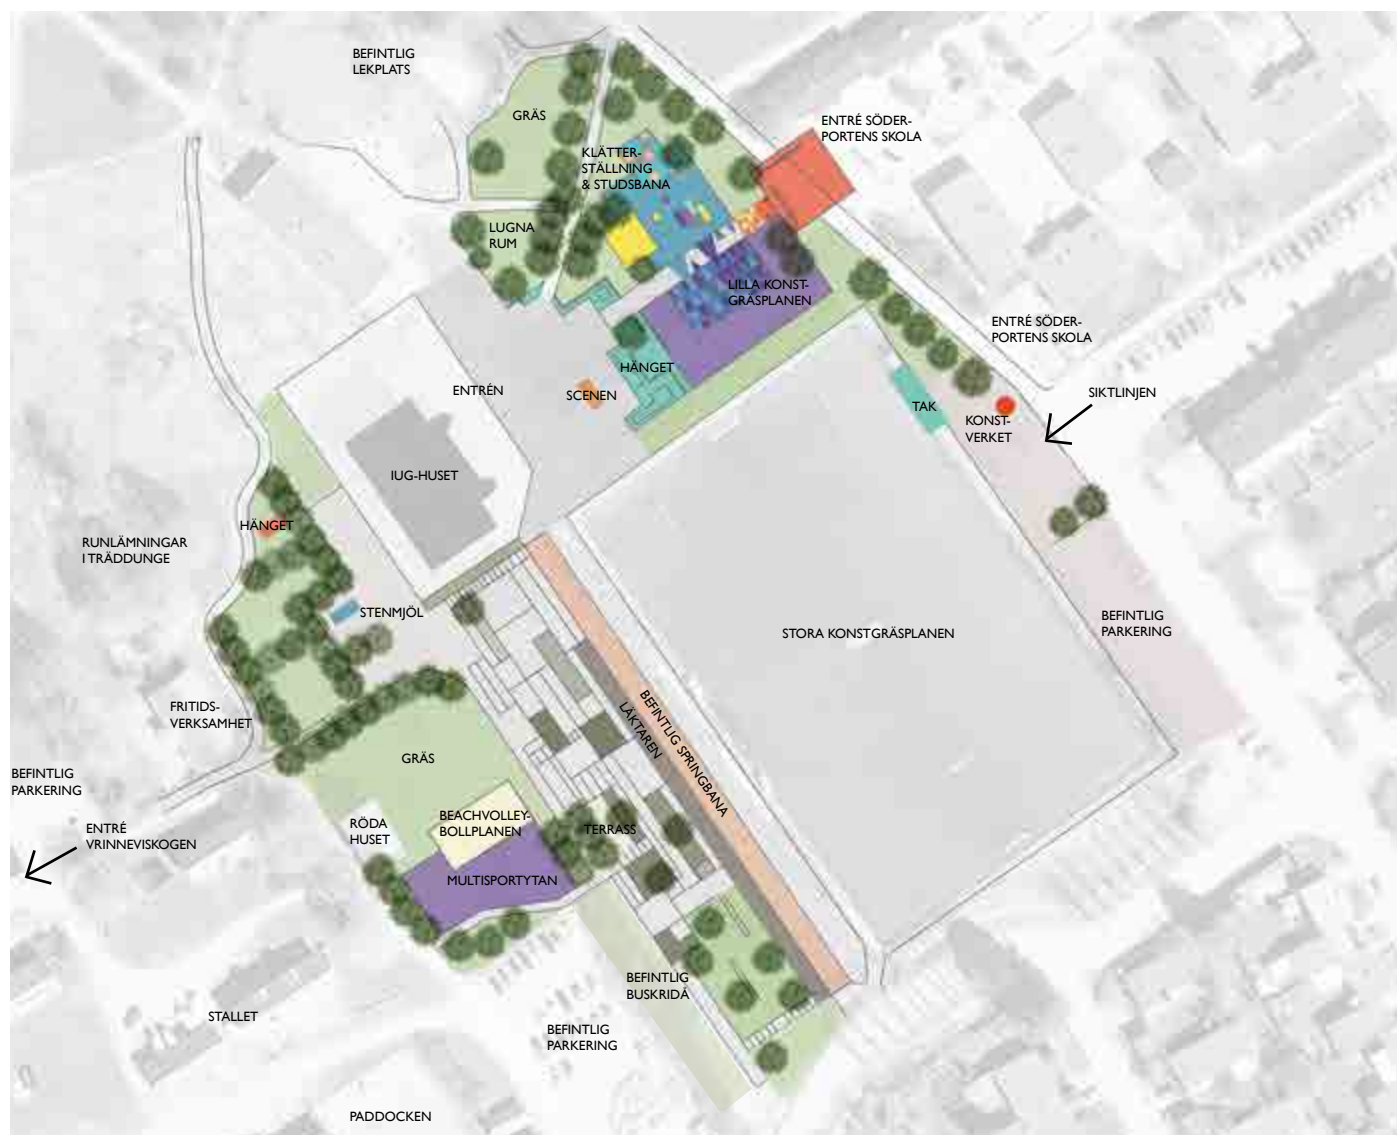 BEFINTLIG
LEKPLATS
GRÄS
ENTRÉ SÖDER-
PORTENS SKOLA
KLÄTTER-
STÄLLNING
& STUDSBANA
LUGNA
RUM
LILLA KONST-
GRÄSPLANEN
ENTRÉ SÖDER-
PORTENS SKOLA
HÄNGET
ENTRÉN
SCENEN
SIKTLINJEN
TAK
KONST-
VERKET
IUG-HUSET
HÄNGET
RUNLÄMNINGAR
I TRÄDDUNGE
STENMJÖL
STORA KONSTGRÄSPLANEN
BEFINTLIG
PARKERING
FRITIDS-
VERKSAMHET
BEFINTLIG SPRINGBANA
LÄKTAREN
GRÄS
BEFINTLIG
PARKERING
ENTRÉ
VRINNEVISKOGEN
RÖDA
HUSET
BEACHVOLLEY-
BOLLPLANEN
TERRASS
MULTISPORTYTAN
BEFINTLIG
BUSKRIDÅ
STALLET
BEFINTLIG
PARKERING
PADDOCKEN